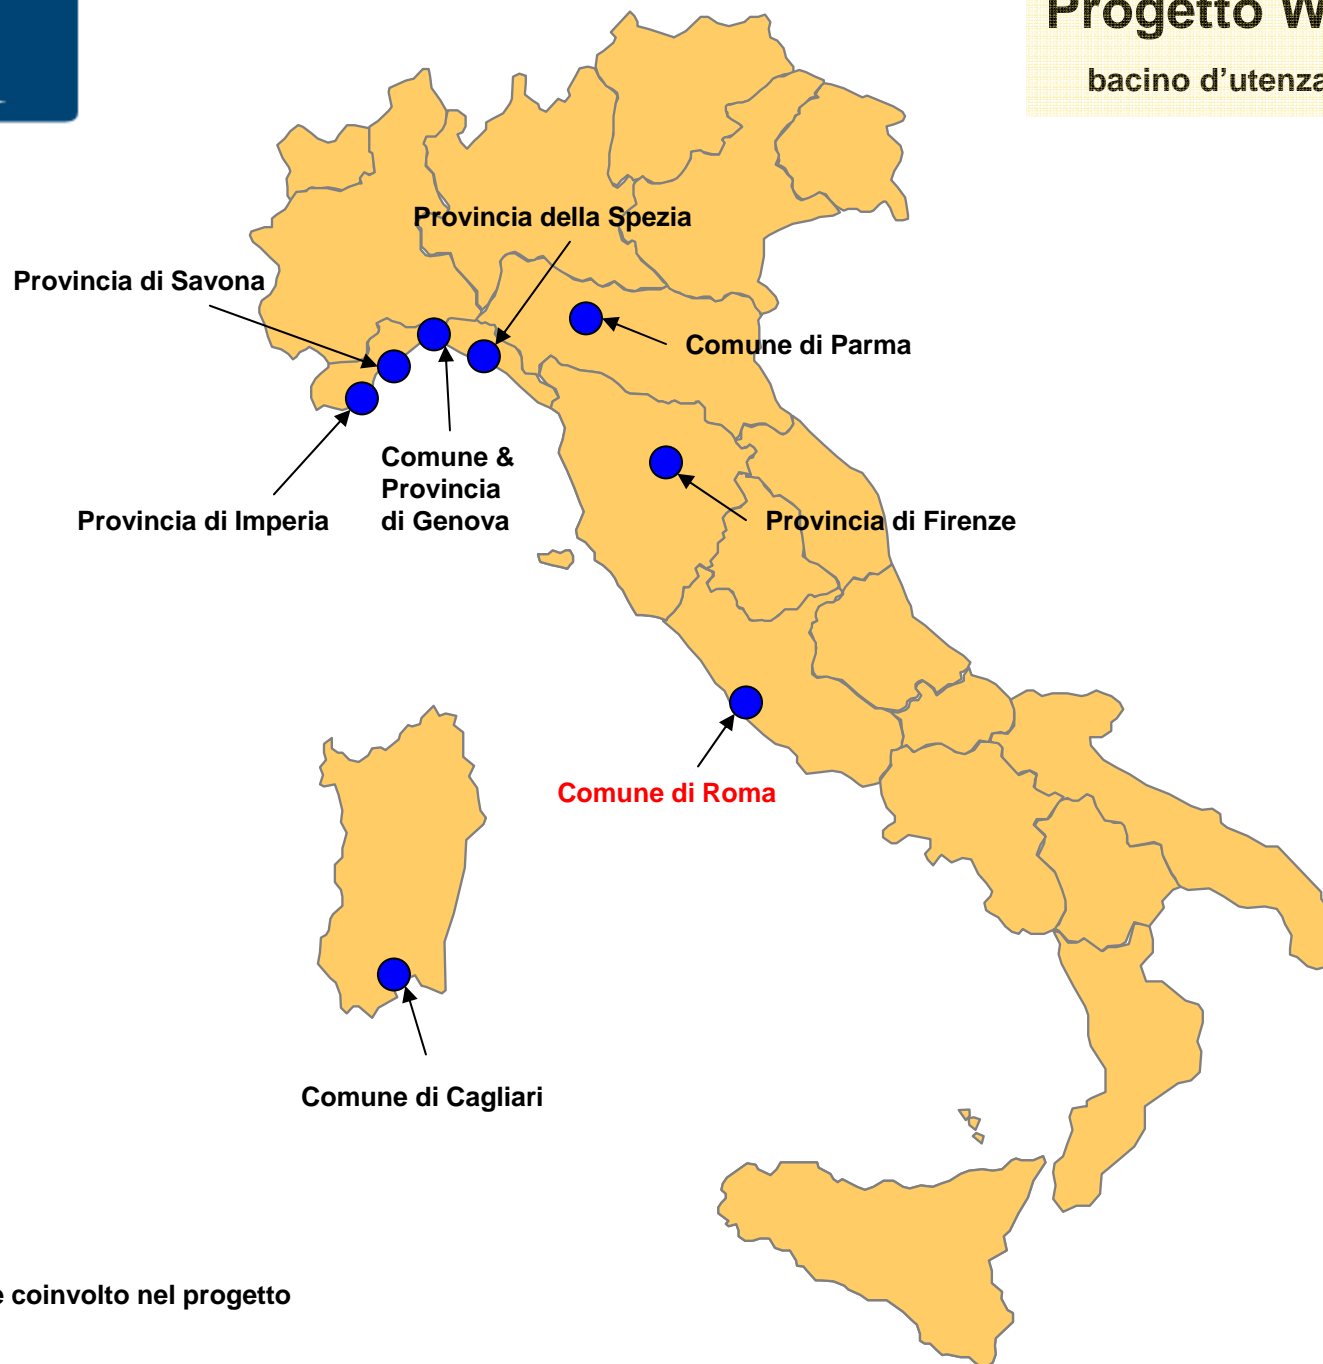 Progetto
bacino d'utenza
Provincia della Spezia
Provincia di Savona
Comune di Parma
Comune &
Provincia
di Genova
Provincia di Imperia
Provincia di Firenze
Comune di Roma
Comune di Cagliari
coinvolto nel progetto